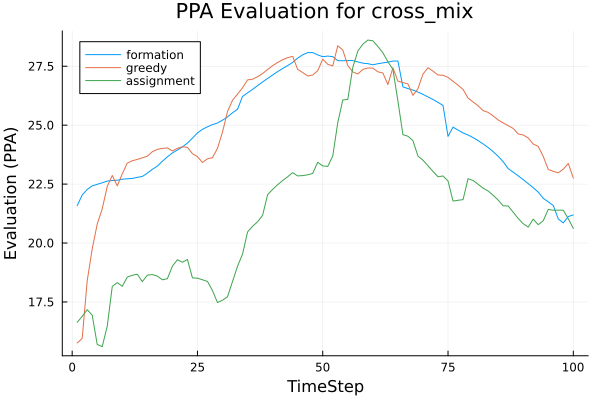 PPA Evaluation for cross_mix
formation
greedy
assignment
27.5
25.0
22.5
20.0
17.5
Evaluation (PPA)
0
25
50
75
100
TimeStep